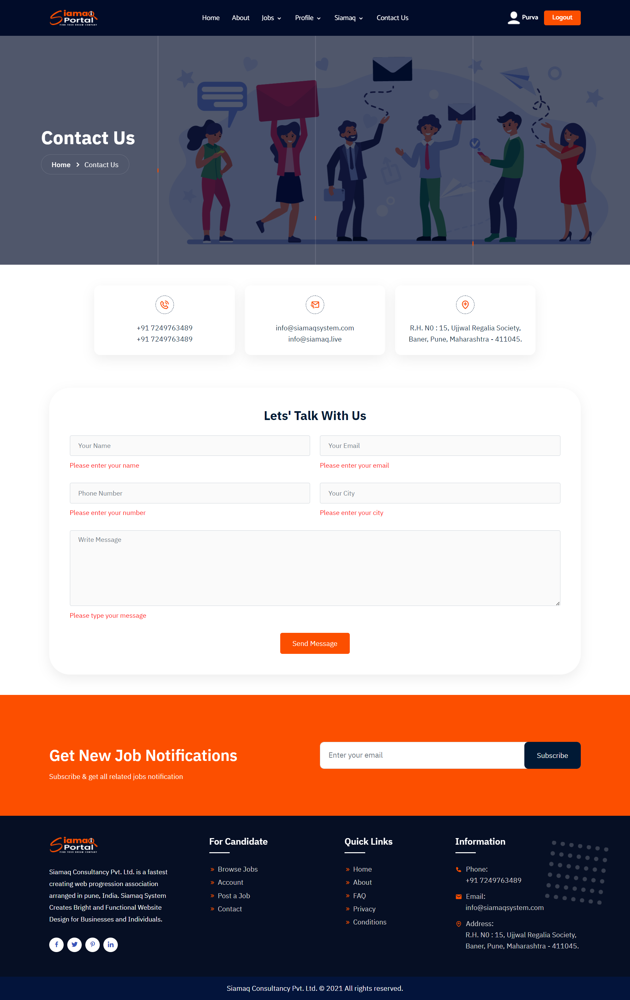 Siamaq
Portal
FIND YOUR DREAM COMPANY
Home
About
Jobs
Profile
Siamaq
Contact Us
Purva
Logout
Contact Us
Home
Contact Us
+91 7249763489
+91 7249763489
info@siamaqsystem.com
info@siamaq.live
R.H. N0 : 15, Ujjwal Regalia Society,
Baner, Pune, Maharashtra - 411045.
Lets' Talk With Us
Your Name
Your Email
Please enter your name
Please enter your email
Phone Number
Your City
Please enter your number
Please enter your city
Write Message
Please type your message
Send Message
Get New Job Notifications
Subscribe & get all related jobs notification
Enter your email
Subscribe
Siamaq
Portal
FIND YOUR DREAM COMPANY
Siamaq Consultancy Pvt. Ltd. is a fastest
creating web progression association
arranged in pune, India. Siamaq System
Creates Bright and Functional Website
Design for Businesses and Individuals.
For Candidate
Browse Jobs
Account
Post a Job
Contact
Quick Links
Home
About
FAQ
Privacy
Conditions
Information
Phone:
+91 7249763489
Email:
info@siamaqsystem.com
Address:
R.H. N0 : 15, Ujjwal Regalia Society,
Baner, Pune, Maharashtra - 411045.
Siamaq Consultancy Pvt. Ltd. © 2021 All rights reserved.